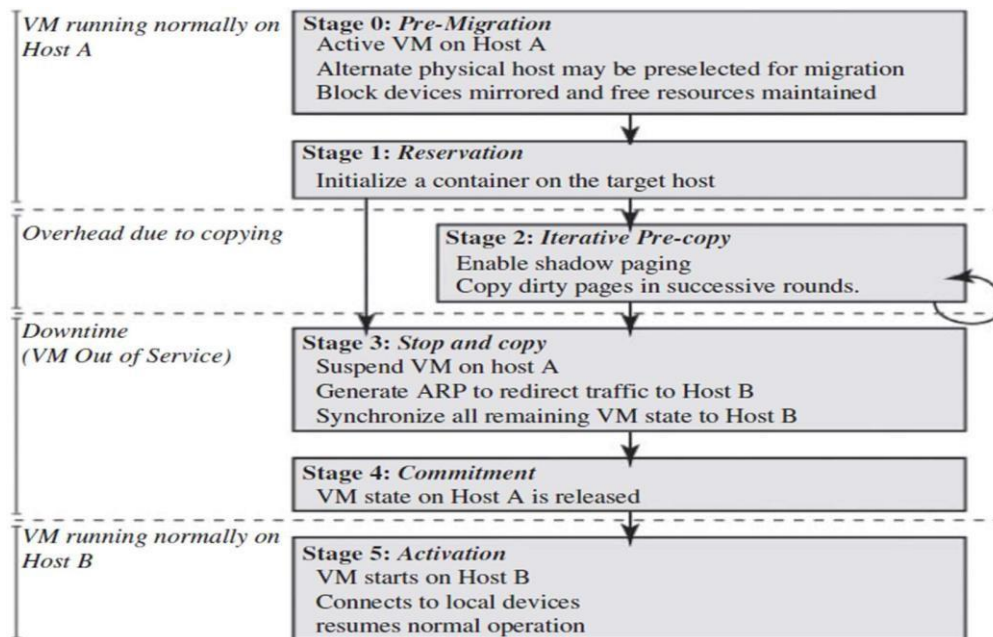 VM running normally on
Host A
Stage 0: Pre-Migration
Active VM on Host A
Alternate physical host may be preselected for migration
Block devices mirrored and free resources maintained
Stage 1: Reservation
Initialize a container on the target host
Overhead due to copying
Stage 2: Iterative Pre-copy
Enable shadow paging
Copy dirty pages in successive rounds.
Downtime
(VM Out of Service)
Stage 3: Stop and copy
Suspend VM on host A
Generate ARP to redirect traffic to Host B
Synchronize all remaining VM state to Host B
Stage 4: Commitment
VM state on Host A is released
VM running normally on
Host B
Stage 5: Activation
VM starts on Host B
Connects to local devices
resumes normal operation